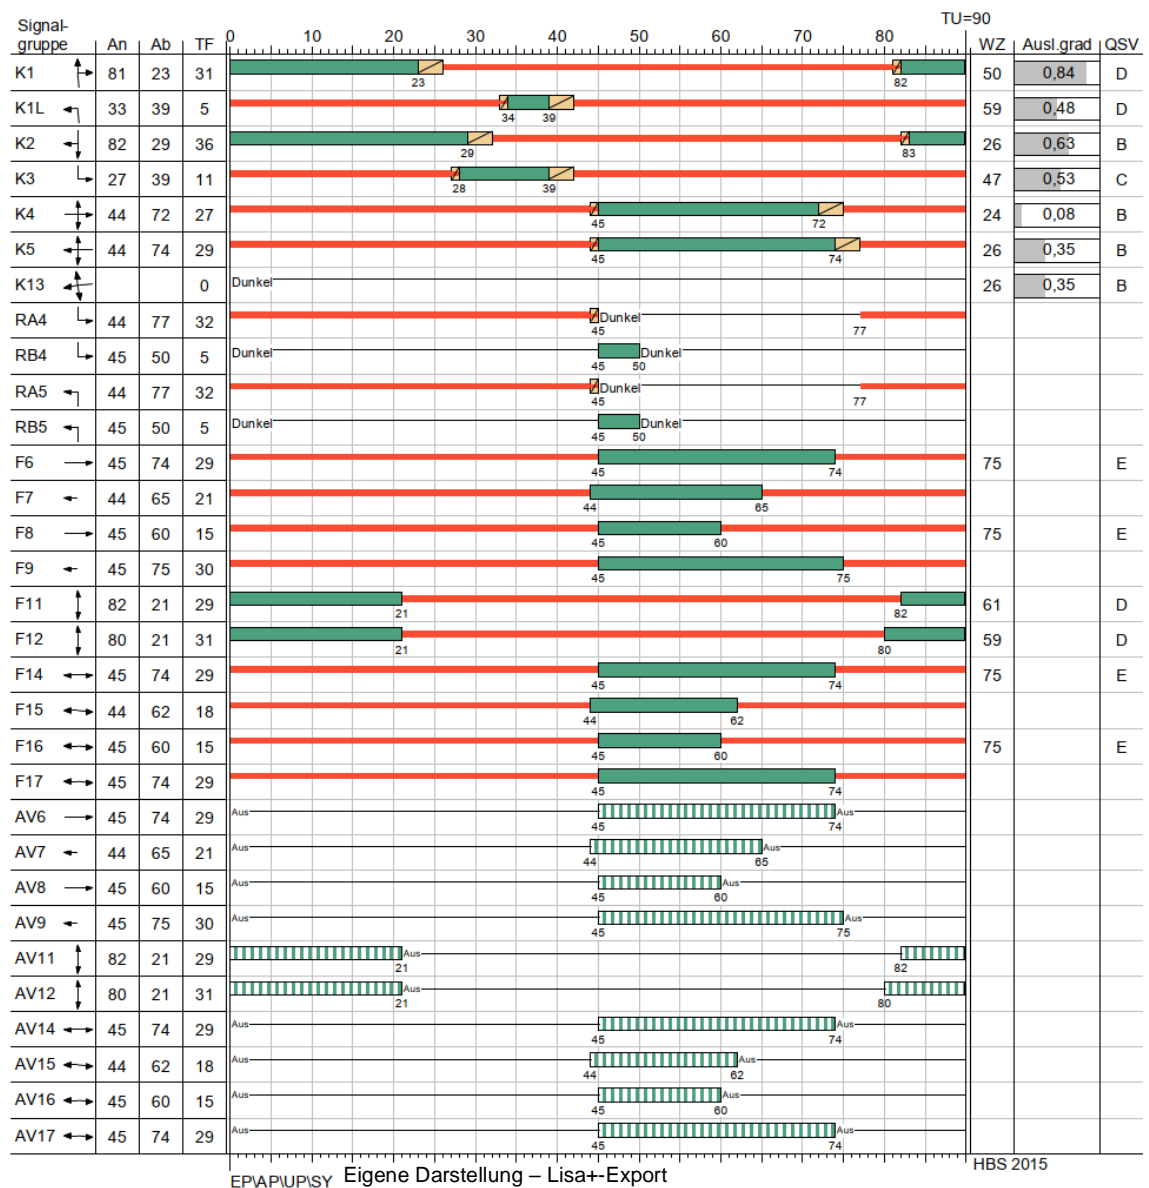 TU=90
Signal-
gruppe An Ab TF 0 10 20 30 40 50 60 70 80 WZ Ausl.grad QSV
K1 81 23 31 23 82 50 0,84 D
K1L 33 39 5 34 39 59 0,48 D
K2 82 29 36 29 83 26 0,63 B
K3 27 39 11 28 39 47 0,53 C
K4 44 72 27 45 72 24 0,08 B
K5 44 74 29 45 74 26 0,35 B
K13 0 Dunkel 26 0,35 B
RA4 44 77 32 45 Dunkel 77
RB4 45 50 5 Dunkel 45 50 Dunkel
RA5 44 77 32 45 Dunkel 77
RB5 45 50 5 Dunkel 45 50 Dunkel
F6 45 74 29 45 74 75 E
F7 44 65 21 44 65
F8 45 60 15 45 60 75 E
F9 45 75 30 45 75
F11 82 21 29 21 82 61 D
F12 80 21 31 21 80 59 D
F14 45 74 29 45 74 75 E
F15 44 62 18 44 62
F16 45 60 15 45 60 75 E
F17 45 74 29 45 74
AV6 45 74 29 Aus 45 74 Aus
AV7 44 65 21 Aus 44 65 Aus
AV8 45 60 15 Aus 45 60 Aus
AV9 45 75 30 Aus 45 75 Aus
AV11 82 21 29 21 Aus 82
AV12 80 21 31 21 Aus 80
AV14 45 74 29 Aus 45 74 Aus
AV15 44 62 18 Aus 44 62 Aus
AV16 45 60 15 Aus 45 60 Aus
AV17 45 74 29 Aus 45 74 Aus
HBS 2015
EP\AP\UP\SY Eigene Darstellung – Lisa+-Export